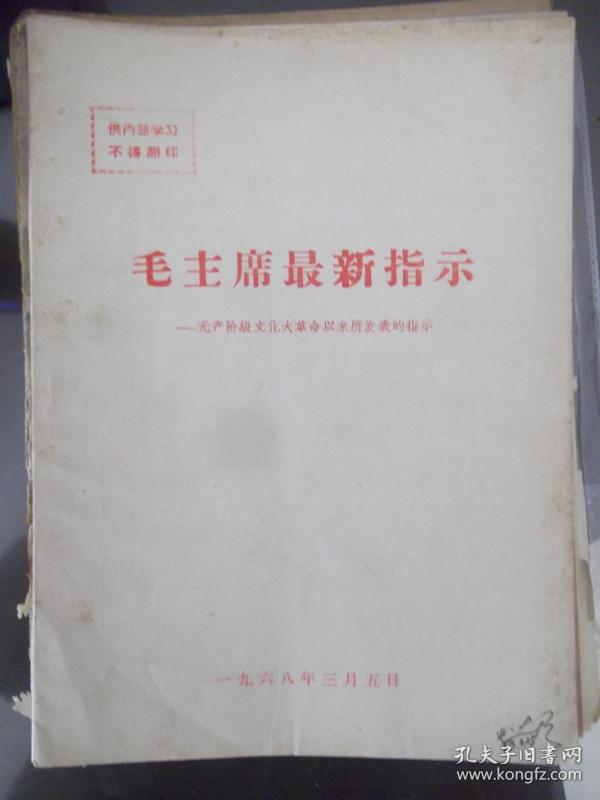 供内部学习
不得翻印
毛主席最新指示
——无产阶级文化大革命以来所发表的指示
一九六八年三月五日
孔夫子旧书网
www.kongfz.com